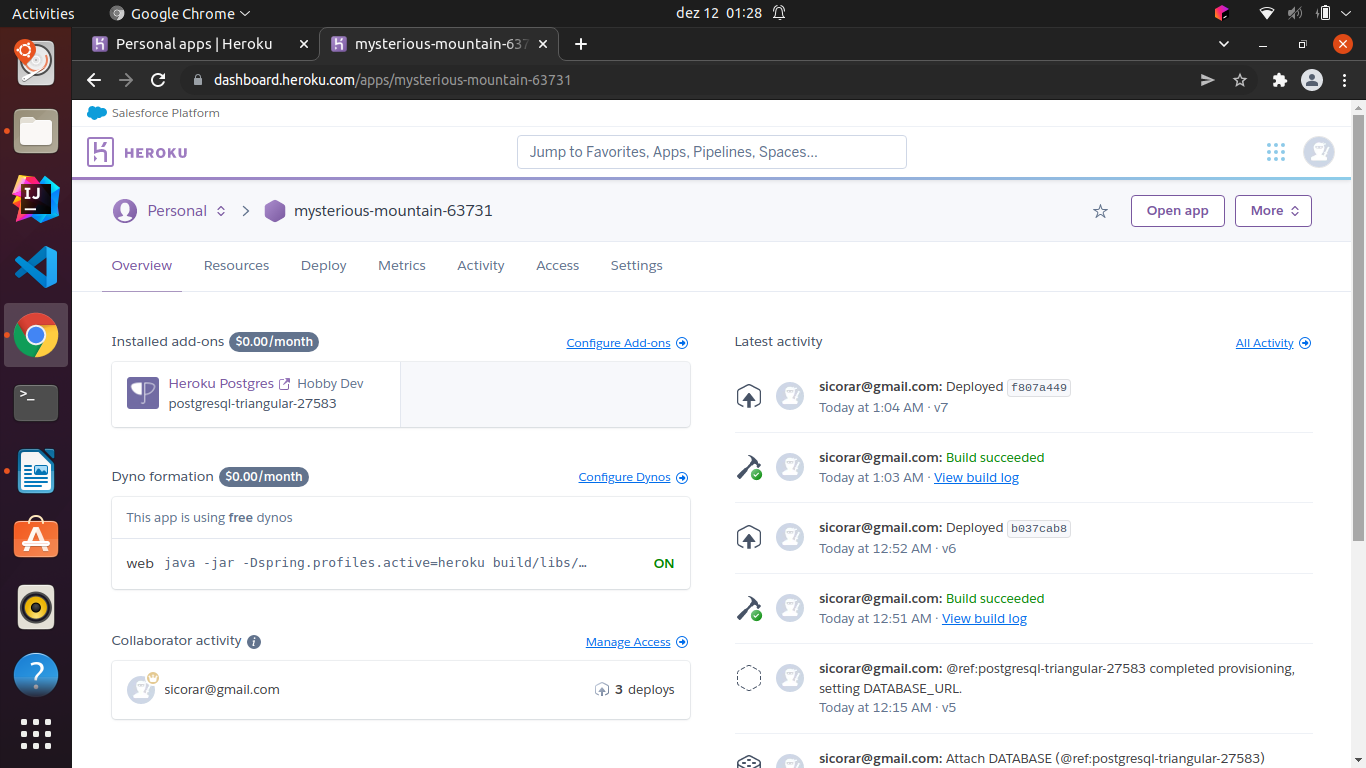 Activities
Google Chrome
dez 12 01:28
Personal apps | Heroku
mysterious-mountain-637
dashboard.heroku.com/apps/mysterious-mountain-63731
Salesforce Platform
HEROKU
Jump to Favorites, Apps, Pipelines, Spaces...
Personal
mysterious-mountain-63731
Open app
More
Overview
Resources
Deploy
Metrics
Activity
Access
Settings
Installed add-ons $0.00/month
Configure Add-ons
Heroku Postgres Hobby Dev
postgresql-triangular-27583
Dyno formation $0.00/month
Configure Dynos
This app is using free dynos
web java -jar -Dspring.profiles.active=heroku build/libs/…
ON
Collaborator activity
Manage Access
sicorar@gmail.com
3 deploys
Latest activity
All Activity
sicorar@gmail.com: Deployed f807a449
Today at 1:04 AM · v7
sicorar@gmail.com: Build succeeded
Today at 1:03 AM · View build log
sicorar@gmail.com: Deployed b037cab8
Today at 12:52 AM · v6
sicorar@gmail.com: Build succeeded
Today at 12:51 AM · View build log
sicorar@gmail.com: @ref:postgresql-triangular-27583 completed provisioning,
setting DATABASE_URL.
Today at 12:15 AM · v5
sicorar@gmail.com: Attach DATABASE (@ref:postgresql-triangular-27583)